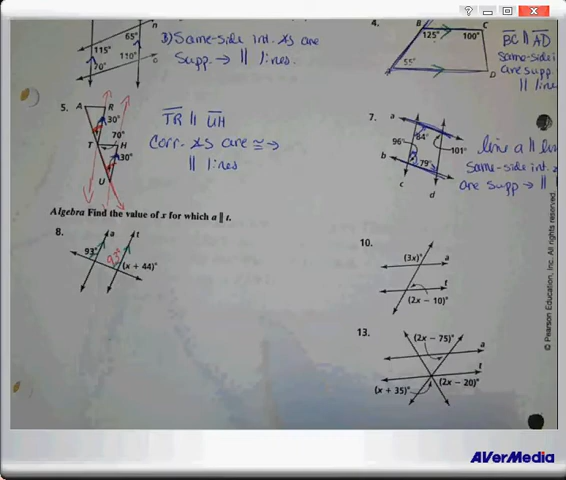 n
65°
115°
110°
70°
c
3) Same-side int. ∡s are
Supp. → || lines.
4.
B
C
125°
100°
55°
D
BC || AD
Same-side i
are supp
|| line
5.
A
R
30°
70°
T
H
30°
U
TR || UH
Corr. ∡s are ≅ →
|| lines
7.
a
84°
96°
101°
b
79°
c
d
line a || li
Same-side int.
are supp → ||
Algebra Find the value of x for which a || t.
8.
a
t
93°
93°
(x + 44)°
10.
(3x)°
a
t
(2x − 10)°
13.
(2x − 75)°
a
t
(x + 35)°
(2x − 20)°
© Pearson Education, Inc. All rights reserved.
AVerMedia